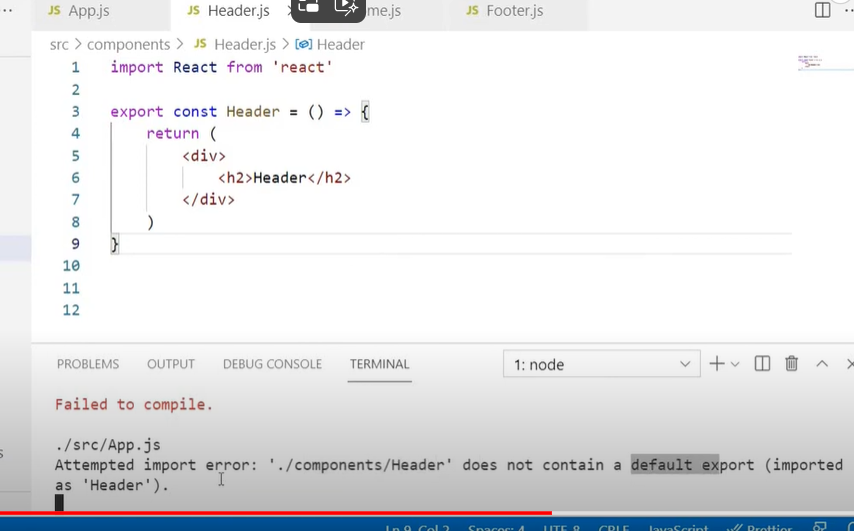 JS App.js
JS Header.js
me.js
JS Footer.js
src > components > JS Header.js > Header
1 import React from 'react'
2
3 export const Header = () => {
4 return (
5 <div>
6 <h2>Header</h2>
7 </div>
8 )
9 }
10
11
12
PROBLEMS OUTPUT DEBUG CONSOLE TERMINAL 1: node
Failed to compile.
./src/App.js
Attempted import error: './components/Header' does not contain a default export (imported
as 'Header').
Ln 9, Col 2 Spaces: 4 UTF-8 CRLF JavaScript Prettier